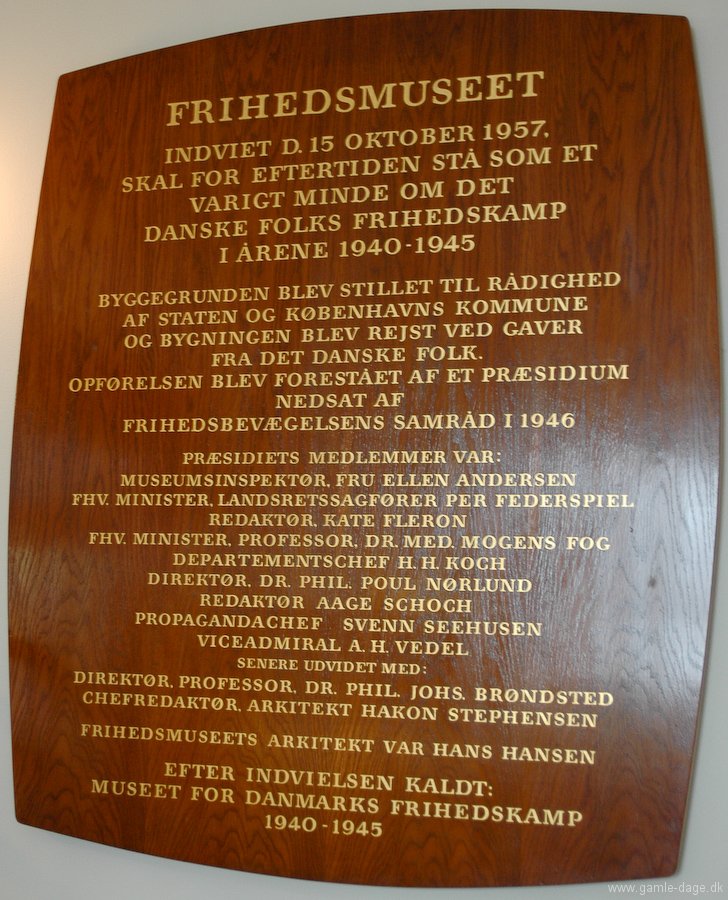 FRIHEDSMUSEET
INDVIET D. 15 OKTOBER 1957,
SKAL FOR EFTERTIDEN STÅ SOM ET
VARIGT MINDE OM DET
DANSKE FOLKS FRIHEDSKAMP
I ÅRENE 1940-1945
BYGGEGRUNDEN BLEV STILLET TIL RÅDIGHED
AF STATEN OG KØBENHAVNS KOMMUNE
OG BYGNINGEN BLEV REJST VED GAVER
FRA DET DANSKE FOLK.
OPFØRELSEN BLEV FORESTÅET AF ET PRÆSIDIUM
NEDSAT AF
FRIHEDSBEVÆGELSENS SAMRÅD I 1946
PRÆSIDIETS MEDLEMMER VAR:
MUSEUMSINSPEKTØR, FRU ELLEN ANDERSEN
FHV. MINISTER, LANDSRETSSAGFØRER PER FEDERSPIEL
REDAKTØR, KATE FLERON
FHV. MINISTER, PROFESSOR, DR. MED. MOGENS FOG
DEPARTEMENTSCHEF H. H. KOCH
DIREKTØR, DR. PHIL. POUL NØRLUND
REDAKTØR AAGE SCHOCH
PROPAGANDACHEF SVENN SEEHUSEN
VICEADMIRAL A. H. VEDEL
SENERE UDVIDET MED:
DIREKTØR, PROFESSOR, DR. PHIL. JOHS. BRØNDSTED
CHEFREDAKTØR, ARKITEKT HAKON STEPHENSEN
FRIHEDSMUSEETS ARKITEKT VAR HANS HANSEN
EFTER INDVIELSEN KALDT:
MUSEET FOR DANMARKS FRIHEDSKAMP
1940-1945
www.gamle-dage.dk